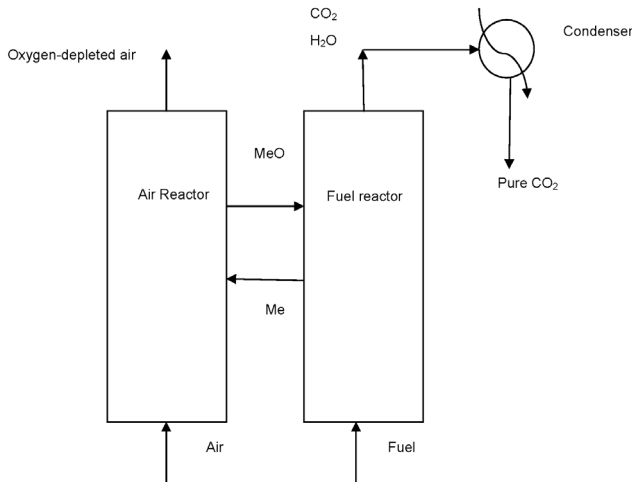 CO₂
H₂O
Condenser
Oxygen-depleted air
MeO
Air Reactor
Fuel reactor
Pure CO₂
Me
Air
Fuel